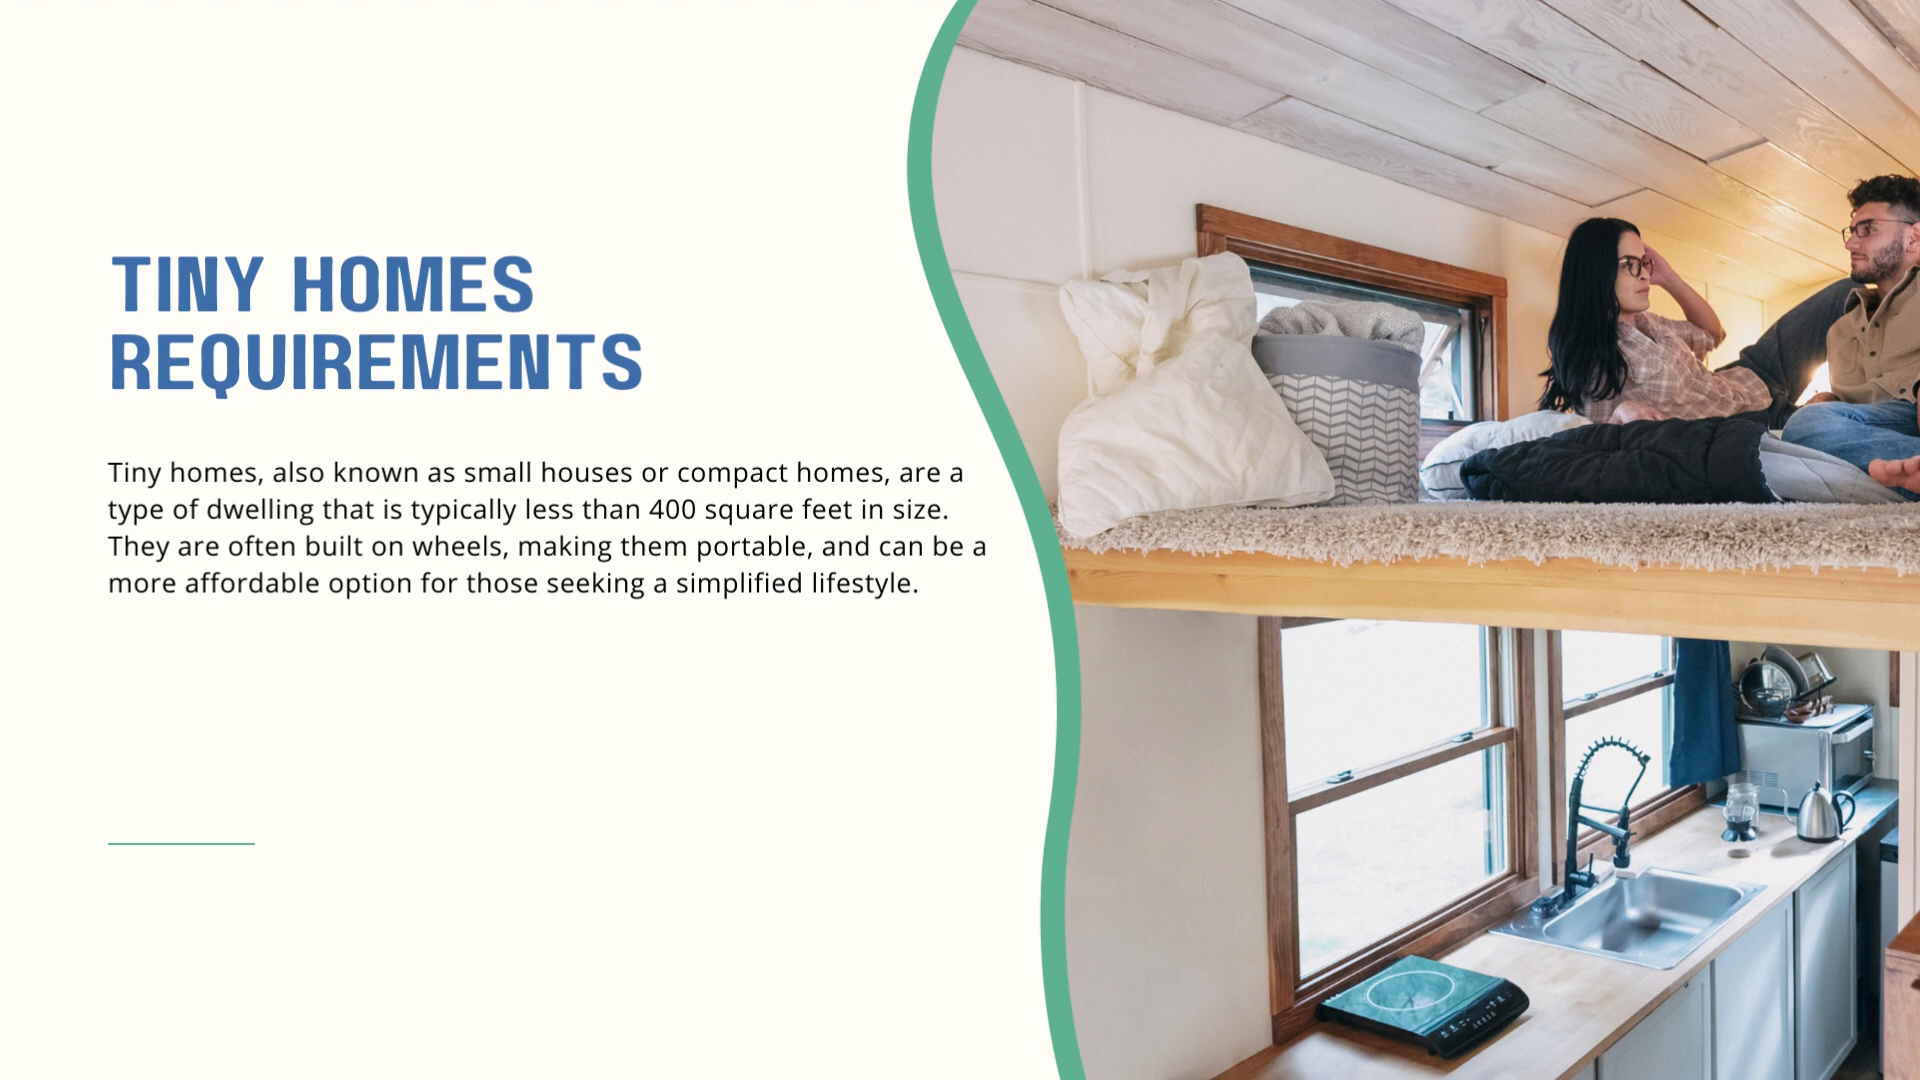 TINY HOMES
REQUIREMENTS
Tiny homes, also known as small houses or compact homes, are a
type of dwelling that is typically less than 400 square feet in size.
They are often built on wheels, making them portable, and can be a
more affordable option for those seeking a simplified lifestyle.